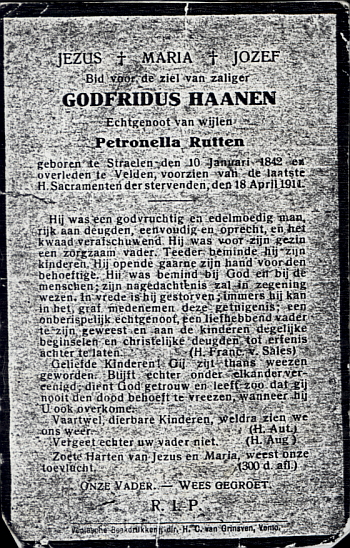 JEZUS † MARIA † JOZEF
Bid voor de ziel van zaliger
GODFRIDUS HAANEN
Echtgenoot van wijlen
Petronella Rutten
geboren te Straelen den 10 Januari 1842 en
overleden te Velden, voorzien van de laatste
H. Sacramenten der stervenden, den 18 April 1911.
Hij was een godvruchtig en edelmoedig man,
rijk aan deugden, eenvoudig en oprecht, en het
kwaad verafschuwend. Hij was voor zijn gezin
een zorgzaam vader. Teeder beminde hij zijn
kinderen. Hij opende gaarne zijn hand voor den
behoeftige. Hij was bemind bij God en bij de
menschen; zijn nagedachtenis zal in zegening
wezen. In vrede is hij gestorven; immers hij kan
in het graf medenemen deze getuigenis; een
onberispelijk echtgenoot, een liefhebbend vader
te zijn geweest en aan de kinderen degelijke
beginselen en christelijke deugden tot erfenis
achter te laten. (H. Franc. v. Sales)
Geliefde Kinderen! Gij zijt thans weezen
geworden. Blijft echter onder elkander ver-
eenigd; dient God getrouw en leeft zoo dat gij
nooit den dood behoeft te vreezen, wanneer hij
U ook overkome.
Vaartwel, dierbare Kinderen, weldra zien we
ons weer. (H. Aut.)
Vergeet echter uw vader niet. (H. Aug)
Zoete Harten van Jezus en Maria, weest onze
toevlucht. (300 d. afl.)
ONZE VADER. — WEES GEGROET.
R. I. P.
Venlosche Boekdrukkerij dir. H. C. van Grinsven, Venlo.